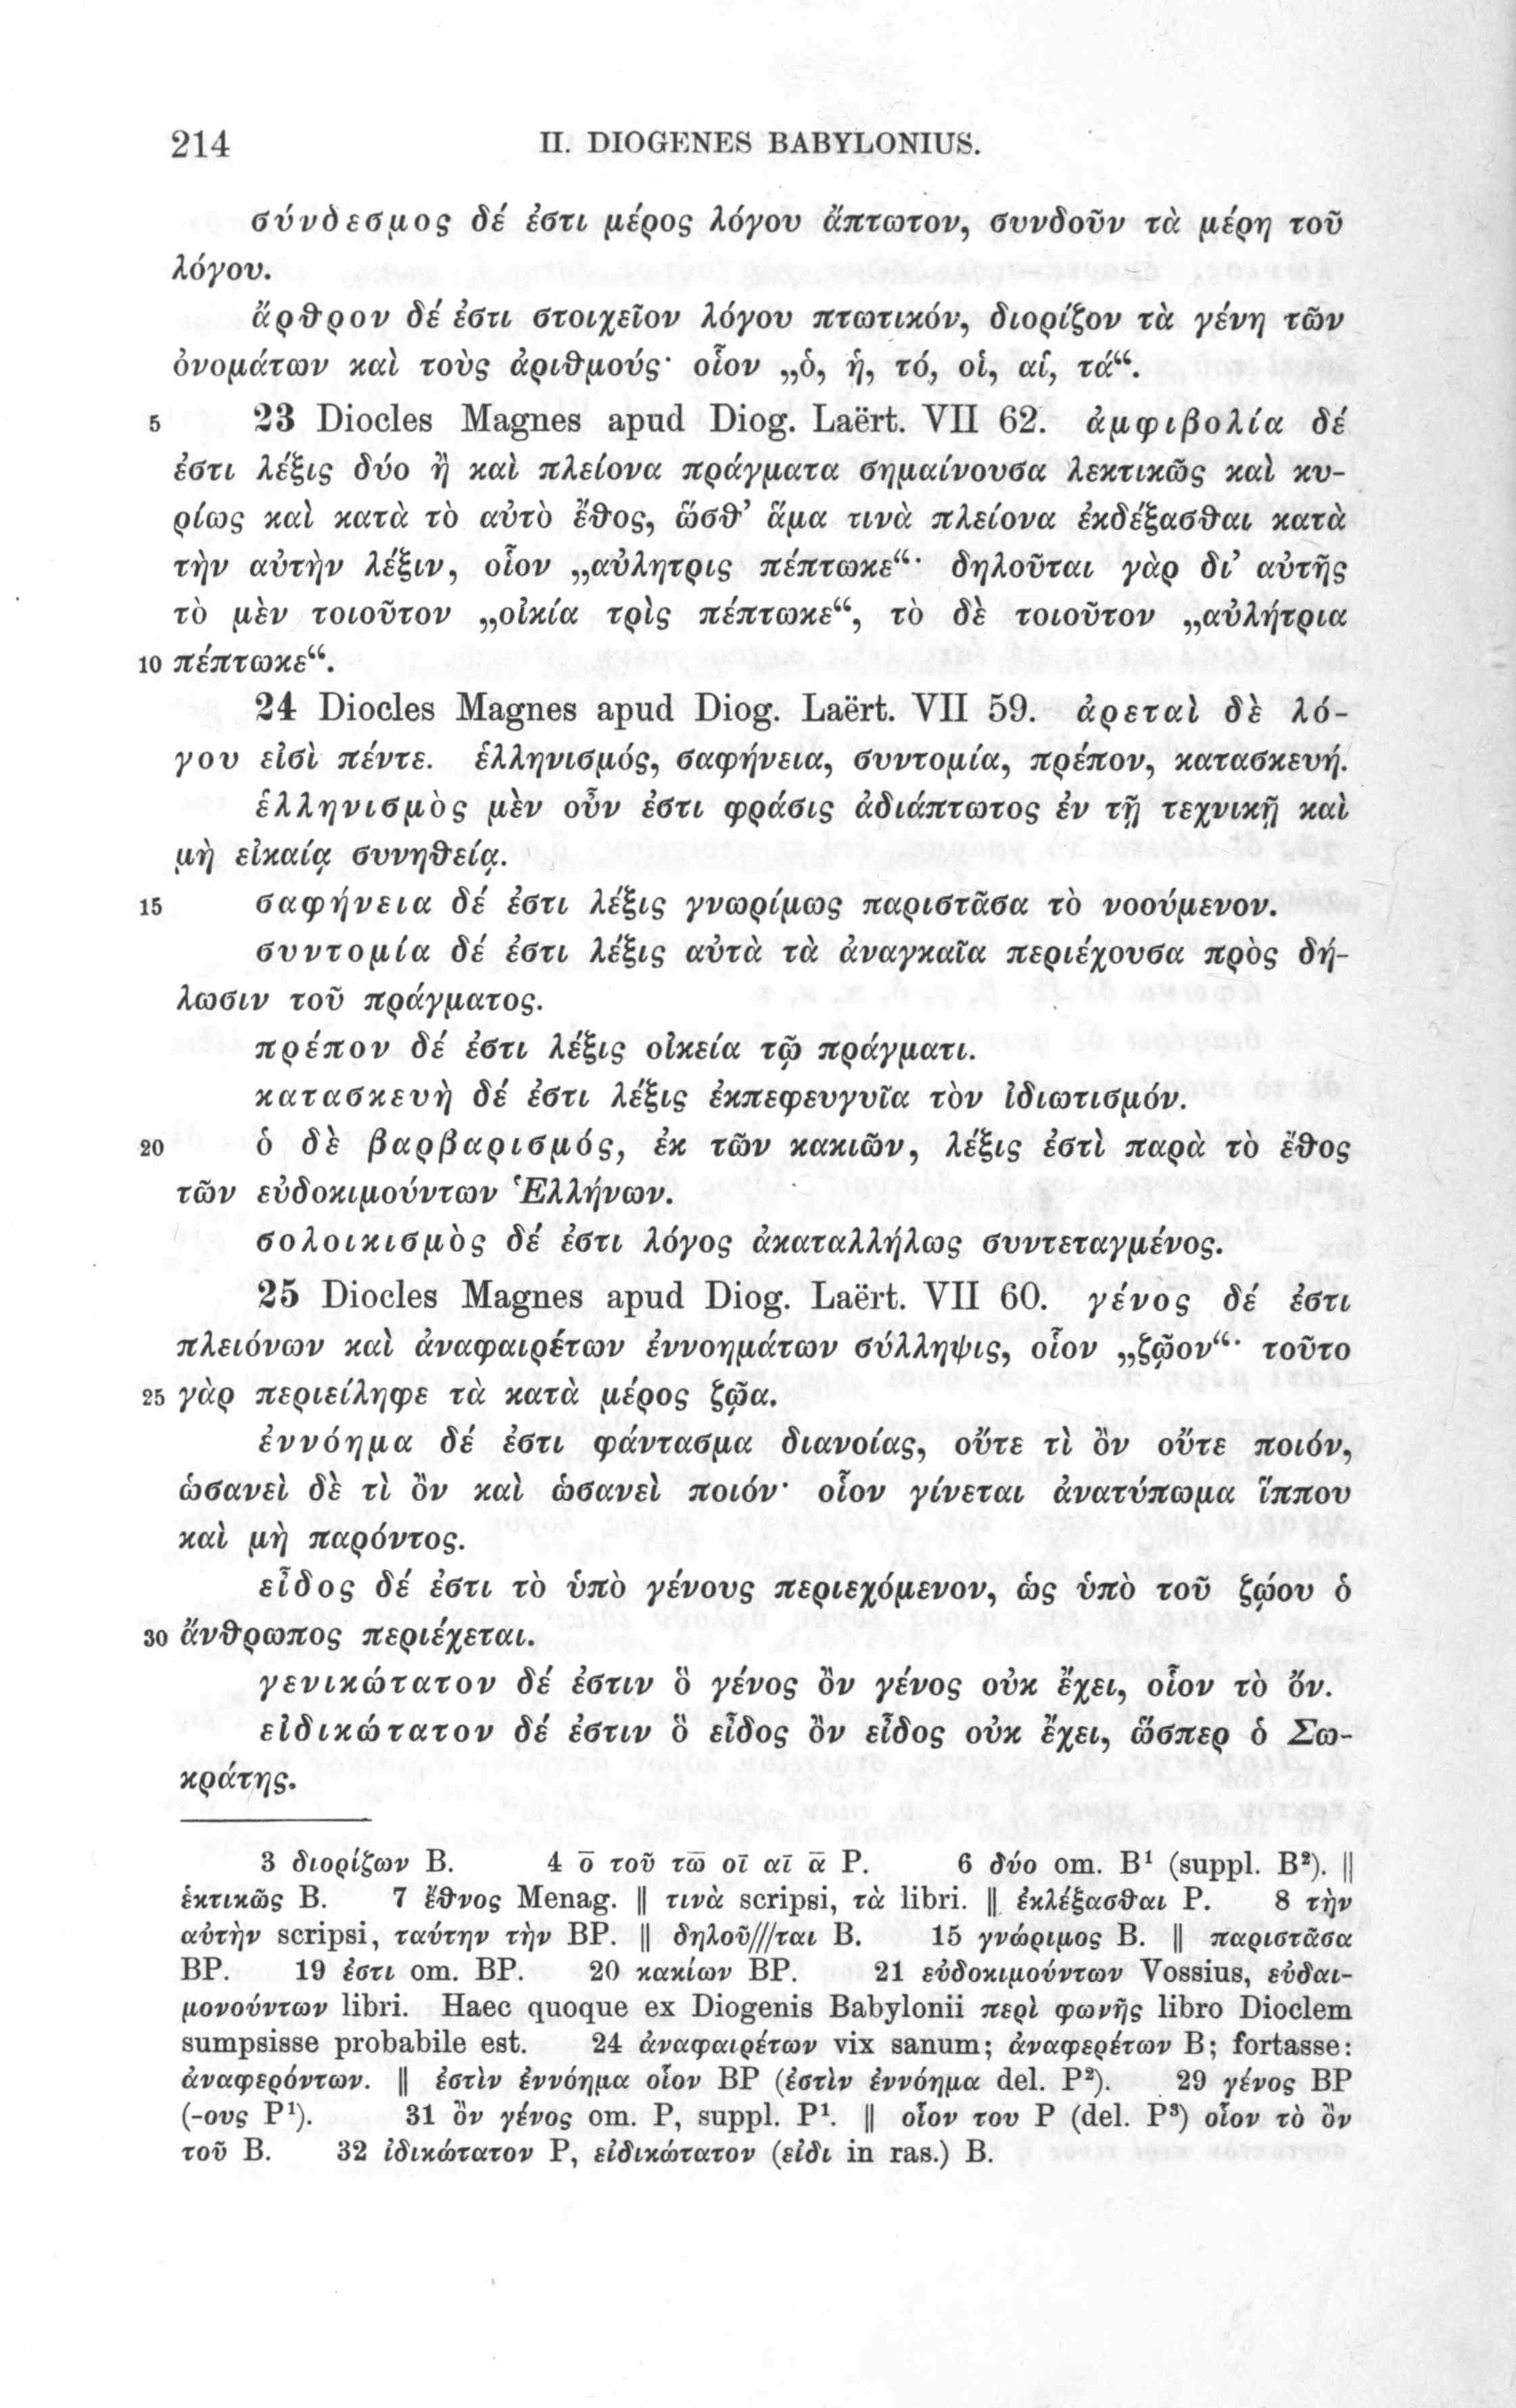 214 II. DIOGENES BABYLONIUS.
σύνδεσμος δέ ἐστι μέρος λόγου ἄπτωτον, συνδοῦν τὰ μέρη τοῦ
λόγου.
ἄρθρον δέ ἐστι στοιχεῖον λόγου πτωτικόν, διορίζον τὰ γένη τῶν
ὀνομάτων καὶ τοὺς ἀριθμούς· οἷον „ὁ, ἡ, τό, οἱ, αἱ, τά“.
5 23 Diocles Magnes apud Diog. Laërt. VII 62. ἀμφιβολία δέ
ἐστι λέξις δύο ἢ καὶ πλείονα πράγματα σημαίνουσα λεκτικῶς καὶ κυ-
ρίως καὶ κατὰ τὸ αὐτὸ ἔθος, ὥσθ’ ἅμα τινὰ πλείονα ἐκδέξασθαι κατὰ
τὴν αὐτὴν λέξιν, οἷον „αὐλητρις πέπτωκε“· δηλοῦται γὰρ δι’ αὐτῆς
τὸ μὲν τοιοῦτον „οἰκία τρὶς πέπτωκε“, τὸ δὲ τοιοῦτον „αὐλήτρια
10 πέπτωκε“.
24 Diocles Magnes apud Diog. Laërt. VII 59. ἀρεταὶ δὲ λό-
γου εἰσὶ πέντε. ἑλληνισμός, σαφήνεια, συντομία, πρέπον, κατασκευή.
ἑλληνισμὸς μὲν οὖν ἐστι φράσις ἀδιάπτωτος ἐν τῇ τεχνικῇ καὶ
μὴ εἰκαίᾳ συνηθείᾳ.
15 σαφήνεια δέ ἐστι λέξις γνωρίμως παριστᾶσα τὸ νοούμενον.
συντομία δέ ἐστι λέξις αὐτὰ τὰ ἀναγκαῖα περιέχουσα πρὸς δή-
λωσιν τοῦ πράγματος.
πρέπον δέ ἐστι λέξις οἰκεία τῷ πράγματι.
κατασκευὴ δέ ἐστι λέξις ἐκπεφευγυῖα τὸν ἰδιωτισμόν.
20 ὁ δὲ βαρβαρισμός, ἐκ τῶν κακιῶν, λέξις ἐστὶ παρὰ τὸ ἔθος
τῶν εὐδοκιμούντων Ἑλλήνων.
σολοικισμὸς δέ ἐστι λόγος ἀκαταλλήλως συντεταγμένος.
25 Diocles Magnes apud Diog. Laërt. VII 60. γένος δέ ἐστι
πλειόνων καὶ ἀναφαιρέτων ἐννοημάτων σύλληψις, οἷον „ζῷον“· τοῦτο
25 γὰρ περιείληφε τὰ κατὰ μέρος ζῷα.
ἐννόημα δέ ἐστι φάντασμα διανοίας, οὔτε τὶ ὂν οὔτε ποιόν,
ὡσανεὶ δὲ τὶ ὂν καὶ ὡσανεὶ ποιόν· οἷον γίνεται ἀνατύπωμα ἵππου
καὶ μὴ παρόντος.
εἶδος δέ ἐστι τὸ ὑπὸ γένους περιεχόμενον, ὡς ὑπὸ τοῦ ζῴου ὁ
30 ἄνθρωπος περιέχεται.
γενικώτατον δέ ἐστιν ὃ γένος ὂν γένος οὐκ ἔχει, οἷον τὸ ὄν.
εἰδικώτατον δέ ἐστιν ὃ εἶδος ὂν εἶδος οὐκ ἔχει, ὥσπερ ὁ Σω-
κράτης.
3 διορίζων B. 4 ο̄ τοῦ τω̄ οῑ αῑ ᾱ P. 6 δύο om. B¹ (suppl. B²). ||
ἑκτικῶς B. 7 ἔθνος Menag. || τινὰ scripsi, τὰ libri. || ἐκλέξασθαι P. 8 τὴν
αὐτὴν scripsi, ταύτην τὴν BP. || δηλοῦ///ται B. 15 γνώριμος B. || παριστᾶσα
BP. 19 ἐστι om. BP. 20 κακίων BP. 21 εὐδοκιμούντων Vossius, εὐδαι-
μονούντων libri. Haec quoque ex Diogenis Babylonii περὶ φωνῆς libro Dioclem
sumpsisse probabile est. 24 ἀναφαιρέτων vix sanum; ἀναφερέτων B; fortasse:
ἀναφερόντων. || ἐστὶν ἐννόημα οἷον BP (ἐστὶν ἐννόημα del. P²). 29 γένος BP
(-ους P¹). 31 ὂν γένος om. P, suppl. P¹. || οἷον του P (del. P³) οἷον τὸ ὂν
τοῦ B. 32 ἰδικώτατον P, εἰδικώτατον (εἰδι in ras.) B.